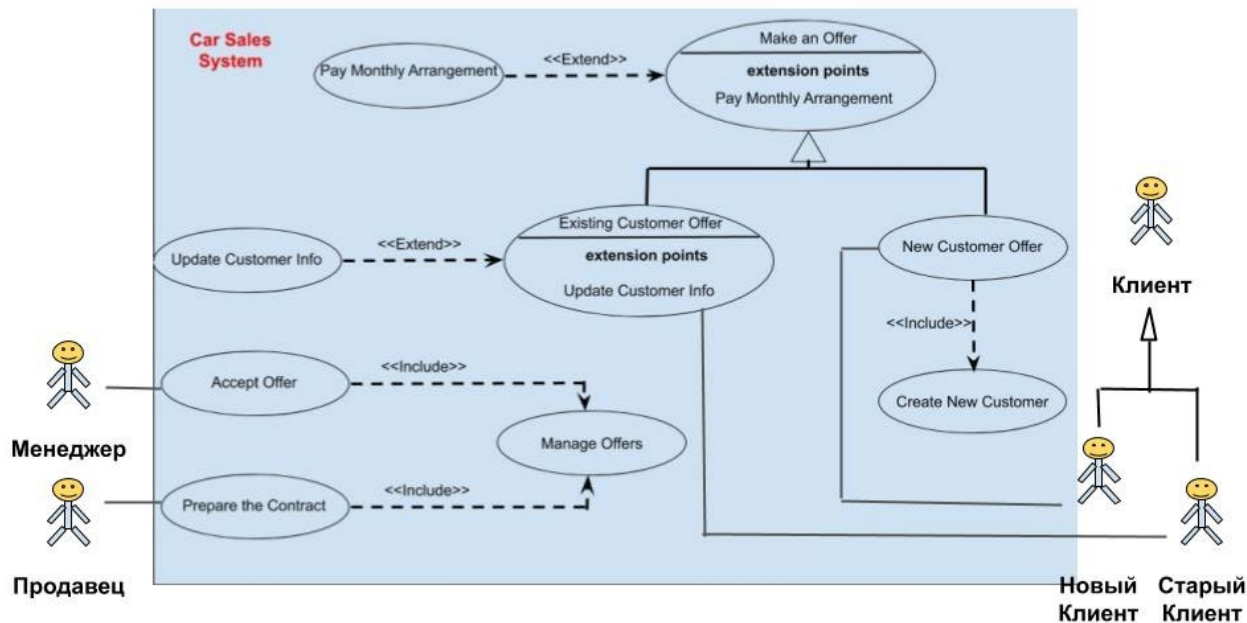 Car Sales
System
Pay Monthly Arrangement
<<Extend>>
Make an Offer
extension points
Pay Monthly Arrangement
Update Customer Info
<<Extend>>
Existing Customer Offer
extension points
Update Customer Info
New Customer Offer
<<Include>>
Create New Customer
Клиент
Менеджер
Accept Offer
<<Include>>
Manage Offers
Продавец
Prepare the Contract
<<Include>>
Новый
Клиент
Старый
Клиент